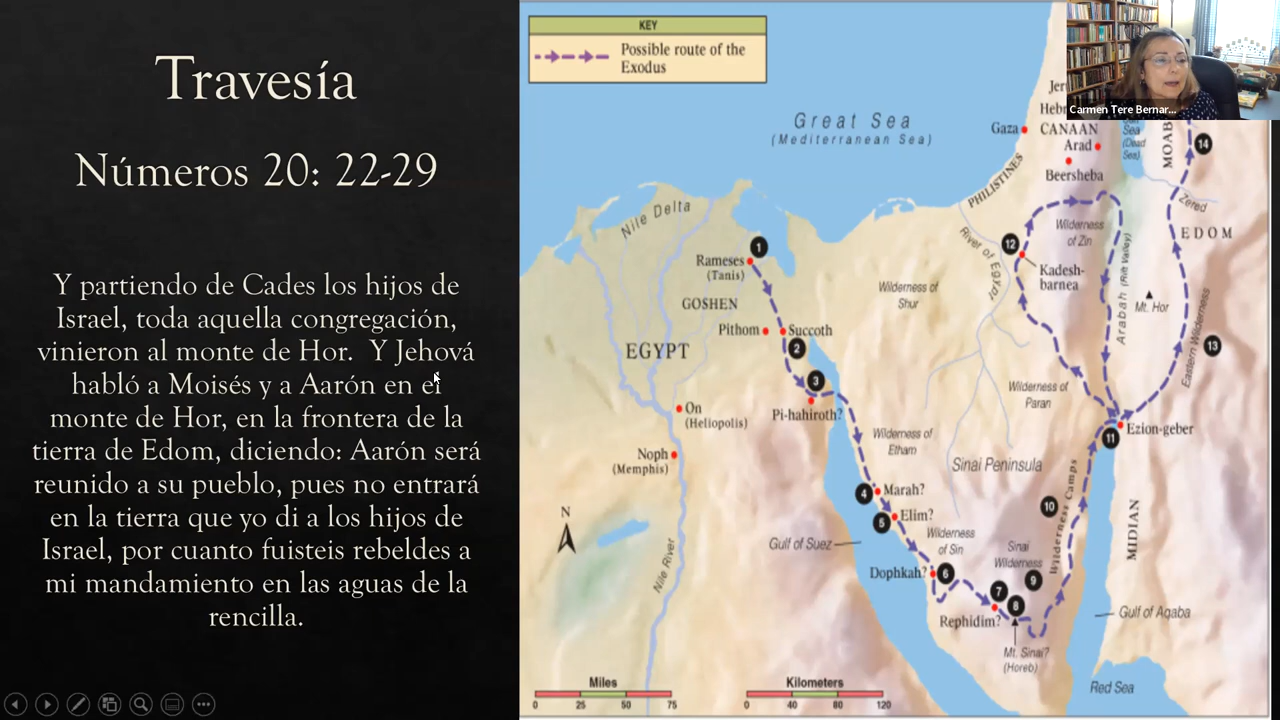 Travesía
Números 20: 22-29
Y partiendo de Cades los hijos de
Israel, toda aquella congregación,
vinieron al monte de Hor.  Y Jehová
habló a Moisés y a Aarón en el
monte de Hor, en la frontera de la
tierra de Edom, diciendo: Aarón será
reunido a su pueblo, pues no entrará
en la tierra que yo di a los hijos de
Israel, por cuanto fuisteis rebeldes a
mi mandamiento en las aguas de la
rencilla.
KEY
Possible route of the
Exodus
Carmen Tere Bernar...
Great Sea
(Mediterranean Sea)
Jer
Hebr
Gaza
CANAAN
Arad
Beersheba
(Dead
Sea)
MOAB
14
PHILISTINES
Zered
EDOM
Nile Delta
1
Rameses
(Tanis)
GOSHEN
Pithom
Succoth
2
EGYPT
3
Pi-hahiroth?
On
(Heliopolis)
Noph
(Memphis)
River of Egypt
12
Wilderness
of Zin
Kadesh-
barnea
Wilderness of
Shur
Arabah (Rift Valley)
Mt. Hor
Eastern Wilderness
13
Wilderness of
Paran
Ezion-geber
11
Wilderness of
Etham
Sinai Peninsula
4
Marah?
5
Elim?
Gulf of Suez
Wilderness
of Sin
Dophkah?
6
10
Wilderness Camps
MIDIAN
Sinai
Wilderness
9
7
8
Rephidim?
Mt. Sinai?
(Horeb)
Gulf of Aqaba
Red Sea
N
Nile River
Miles
0 25 50 75
Kilometers
0 40 80 120